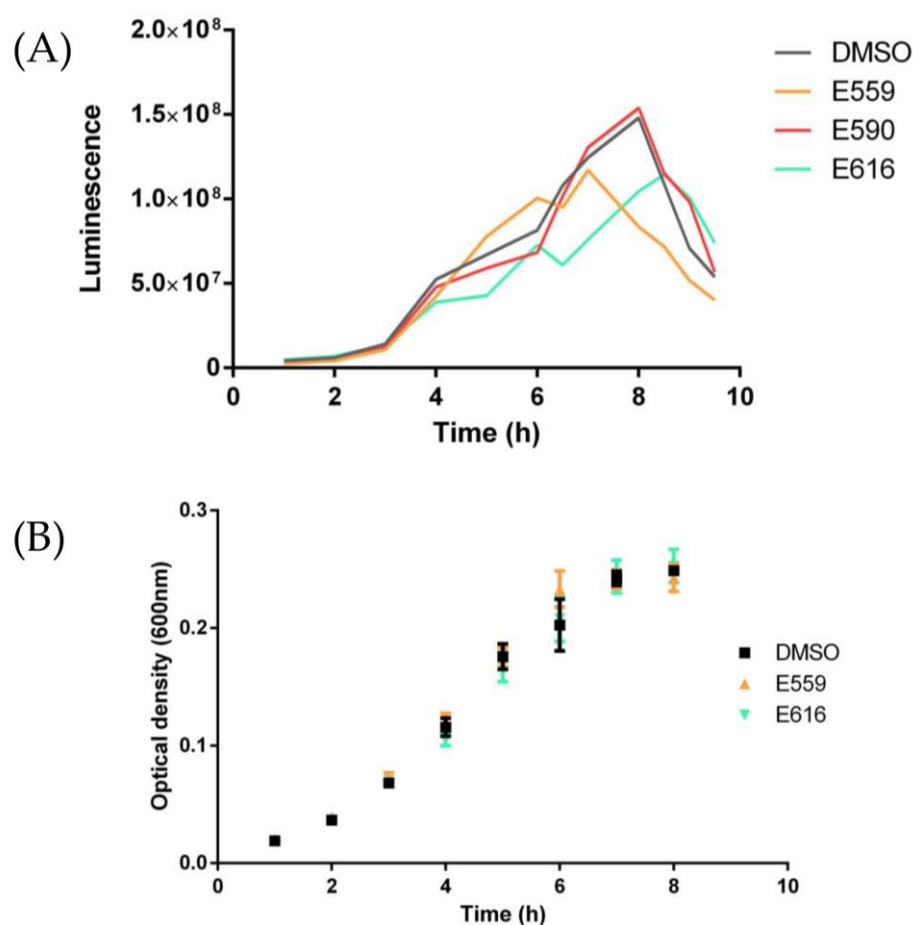 (A)
2.0×10⁸
1.5×10⁸
1.0×10⁸
5.0×10⁷
0
Luminescence
0 2 4 6 8 10
Time (h)
DMSO
E559
E590
E616
(B)
0.3
0.2
0.1
0.0
Optical density (600nm)
0 2 4 6 8 10
Time (h)
DMSO
E559
E616